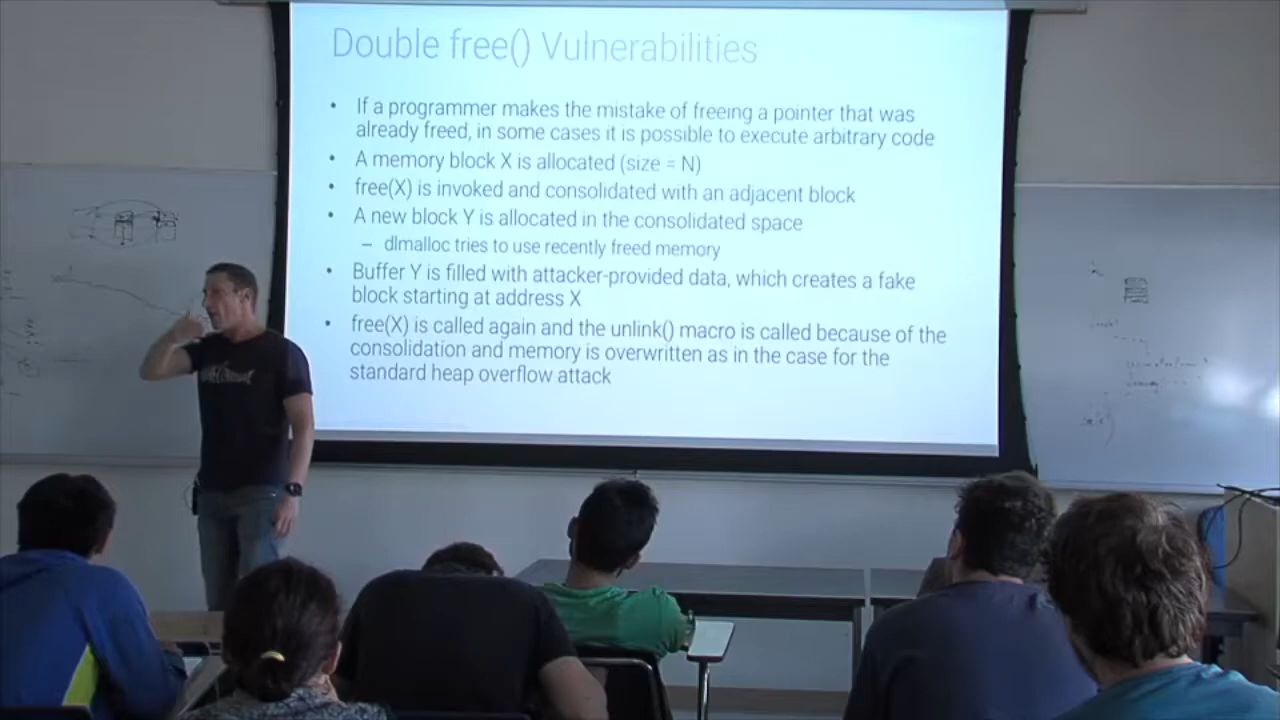 Double free() Vulnerabilities
• If a programmer makes the mistake of freeing a pointer that was
already freed, in some cases it is possible to execute arbitrary code
• A memory block X is allocated (size = N)
• free(X) is invoked and consolidated with an adjacent block
• A new block Y is allocated in the consolidated space
– dlmalloc tries to use recently freed memory
• Buffer Y is filled with attacker-provided data, which creates a fake
block starting at address X
• free(X) is called again and the unlink() macro is called because of the
consolidation and memory is overwritten as in the case for the
standard heap overflow attack